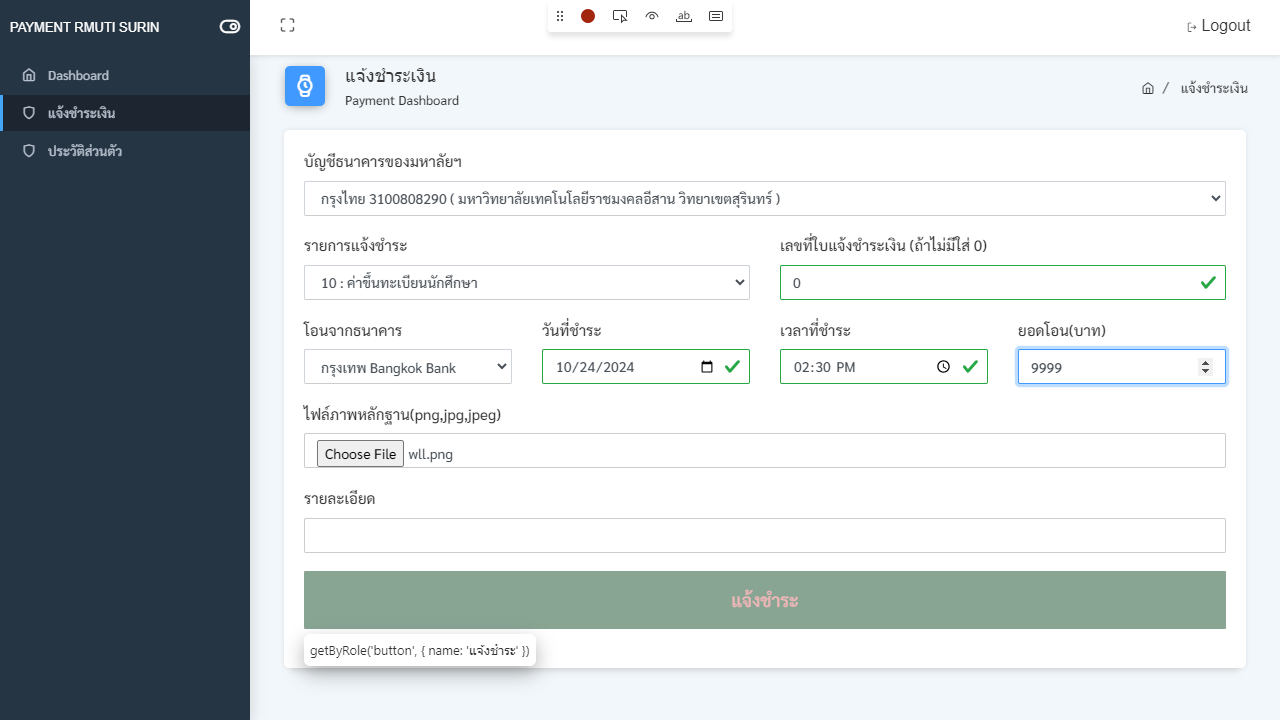 PAYMENT RMUTI SURIN
Dashboard
แจ้งชำระเงิน
ประวัติส่วนตัว
ab
Logout
แจ้งชำระเงิน
Payment Dashboard
/ แจ้งชำระเงิน
บัญชีธนาคารของมหาลัยฯ
กรุงไทย 3100808290 ( มหาวิทยาลัยเทคโนโลยีราชมงคลอีสาน วิทยาเขตสุรินทร์ )
รายการแจ้งชำระ
เลขที่ใบแจ้งชำระเงิน (ถ้าไม่มีใส่ 0)
10 : ค่าขึ้นทะเบียนนักศึกษา
0
โอนจากธนาคาร
วันที่ชำระ
เวลาที่ชำระ
ยอดโอน(บาท)
กรุงเทพ Bangkok Bank
10/24/2024
02:30 PM
9999
ไฟล์ภาพหลักฐาน(png,jpg,jpeg)
Choose File wll.png
รายละเอียด
แจ้งชำระ
getByRole('button', { name: 'แจ้งชำระ' })